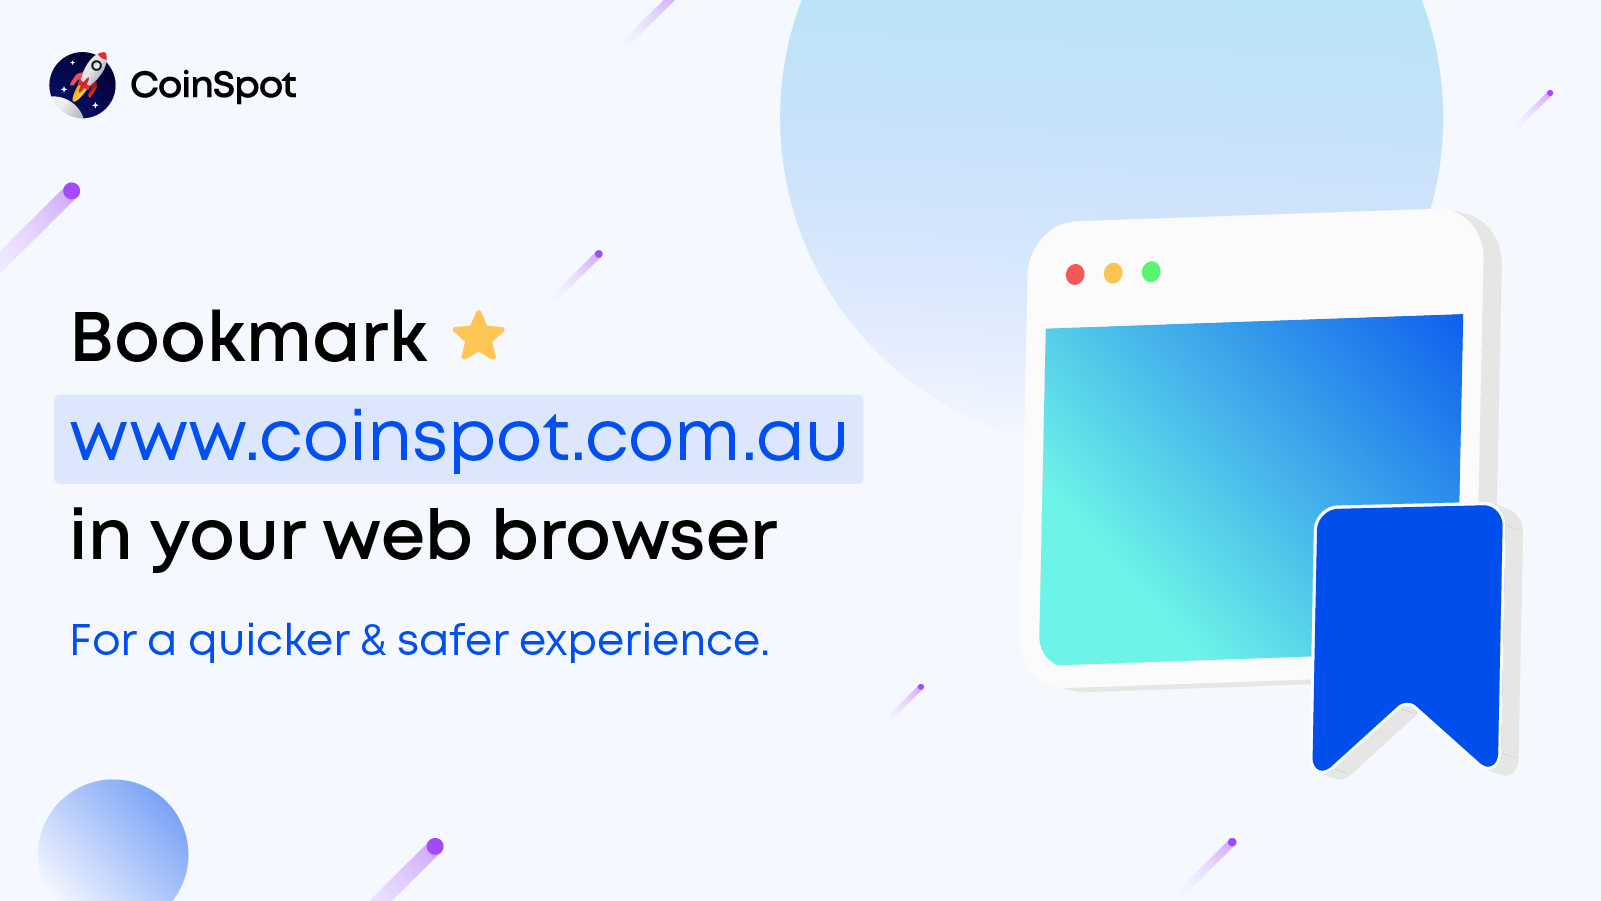 CoinSpot
Bookmark
www.coinspot.com.au
in your web browser
For a quicker & safer experience.